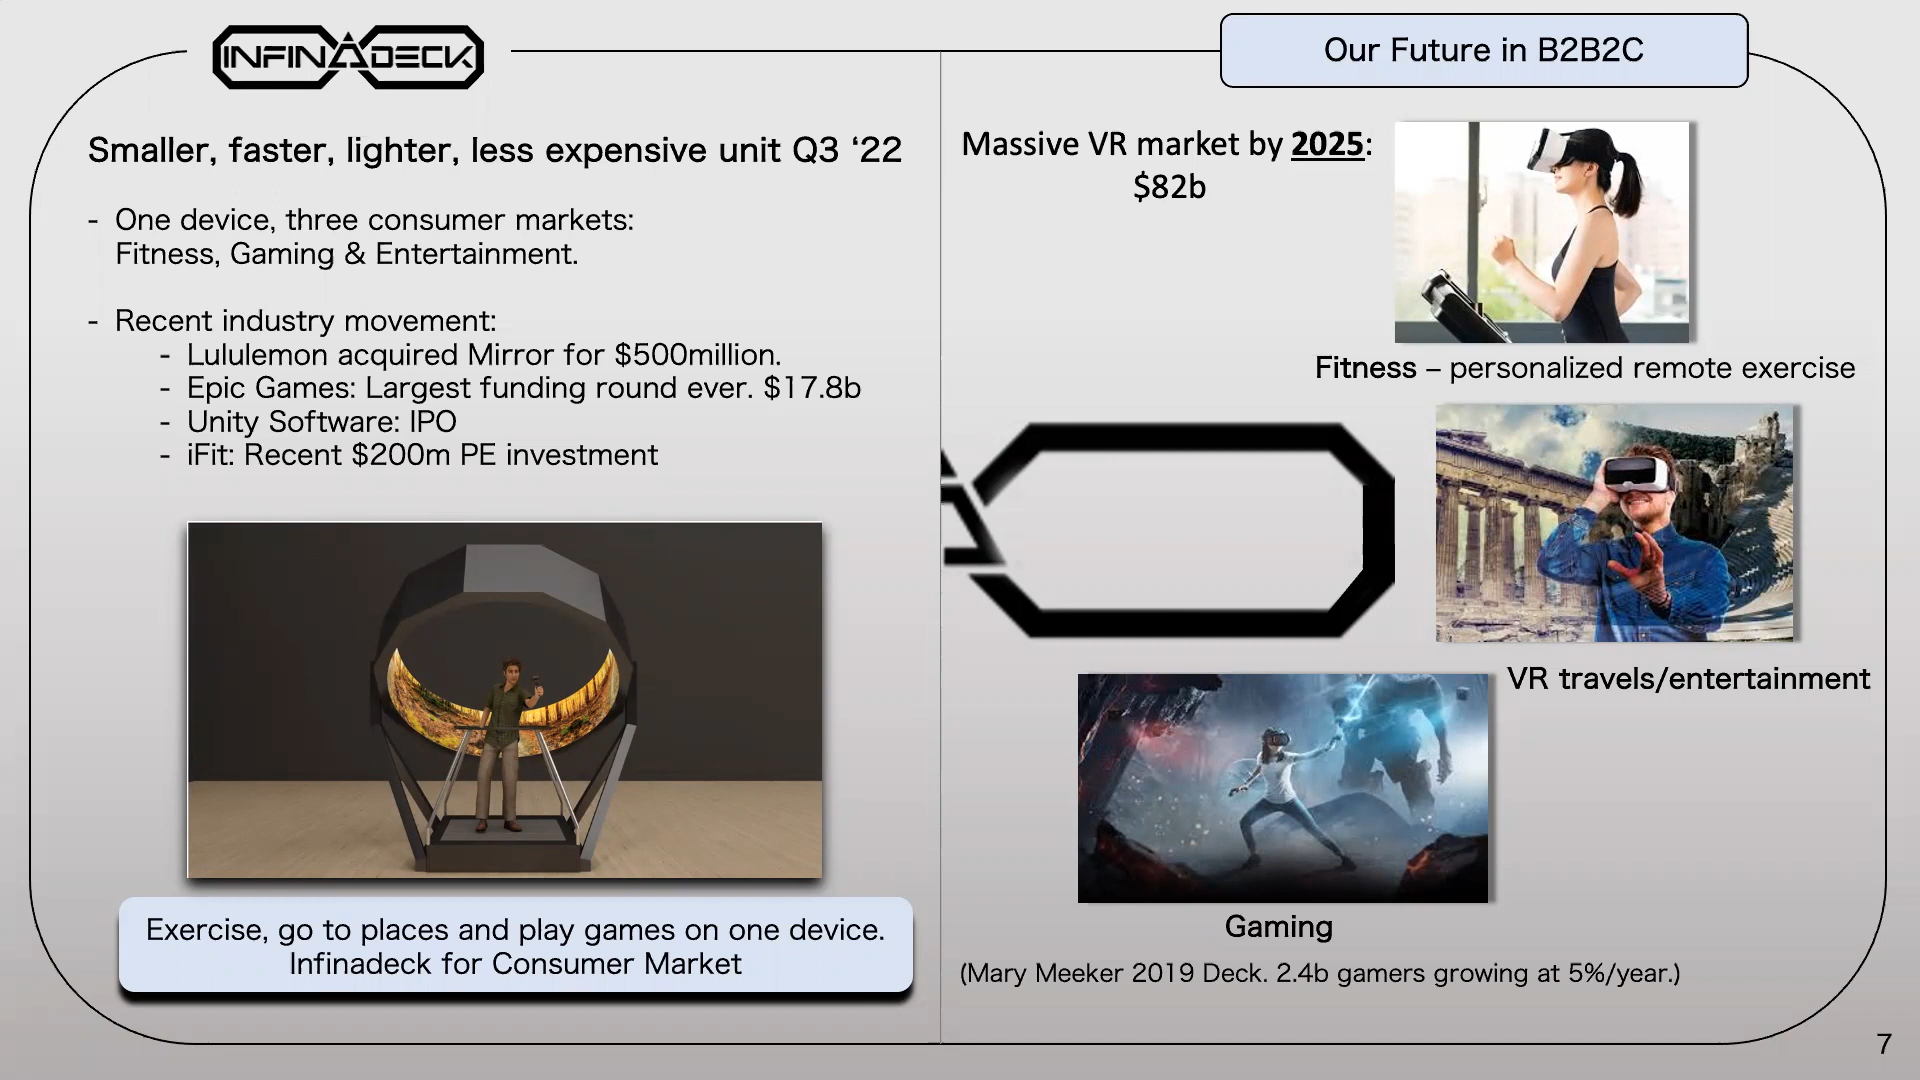 INFINADECK
Our Future in B2B2C
Smaller, faster, lighter, less expensive unit Q3 ‘22
- One device, three consumer markets:
Fitness, Gaming & Entertainment.
- Recent industry movement:
- Lululemon acquired Mirror for $500million.
- Epic Games: Largest funding round ever. $17.8b
- Unity Software: IPO
- iFit: Recent $200m PE investment
Exercise, go to places and play games on one device.
Infinadeck for Consumer Market
Massive VR market by 2025:
$82b
Fitness – personalized remote exercise
VR travels/entertainment
Gaming
(Mary Meeker 2019 Deck. 2.4b gamers growing at 5%/year.)
7